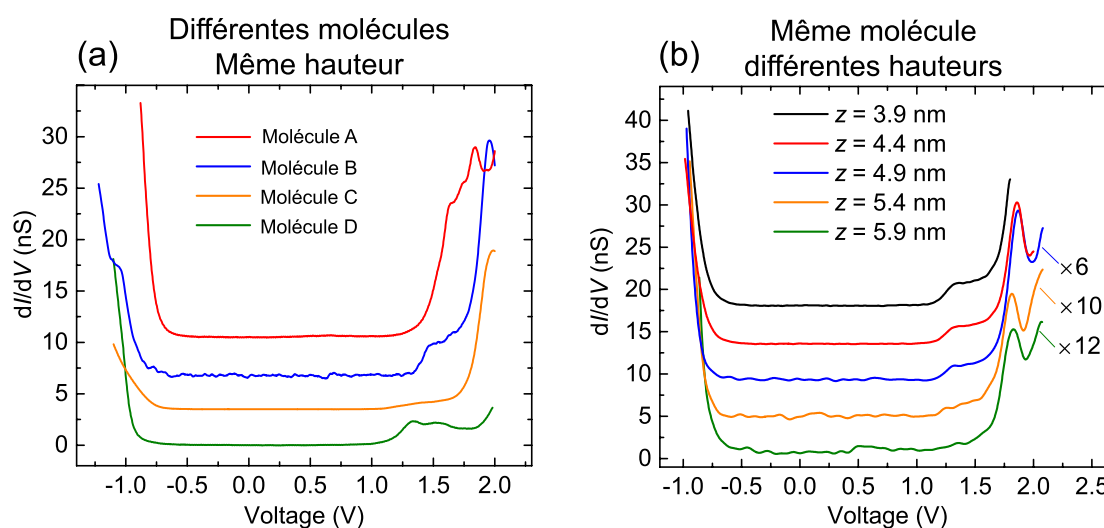 Différentes molécules
Même hauteur
(a)
Molécule A
Molécule B
Molécule C
Molécule D
30
25
20
15
10
5
0
dI/dV (nS)
-1.0 -0.5 0.0 0.5 1.0 1.5 2.0
Voltage (V)
Même molécule
différentes hauteurs
(b)
z = 3.9 nm
z = 4.4 nm
z = 4.9 nm
z = 5.4 nm
z = 5.9 nm
×6
×10
×12
40
35
30
25
20
15
10
5
0
dI/dV (nS)
-1.0 -0.5 0.0 0.5 1.0 1.5 2.0 2.5
Voltage (V)